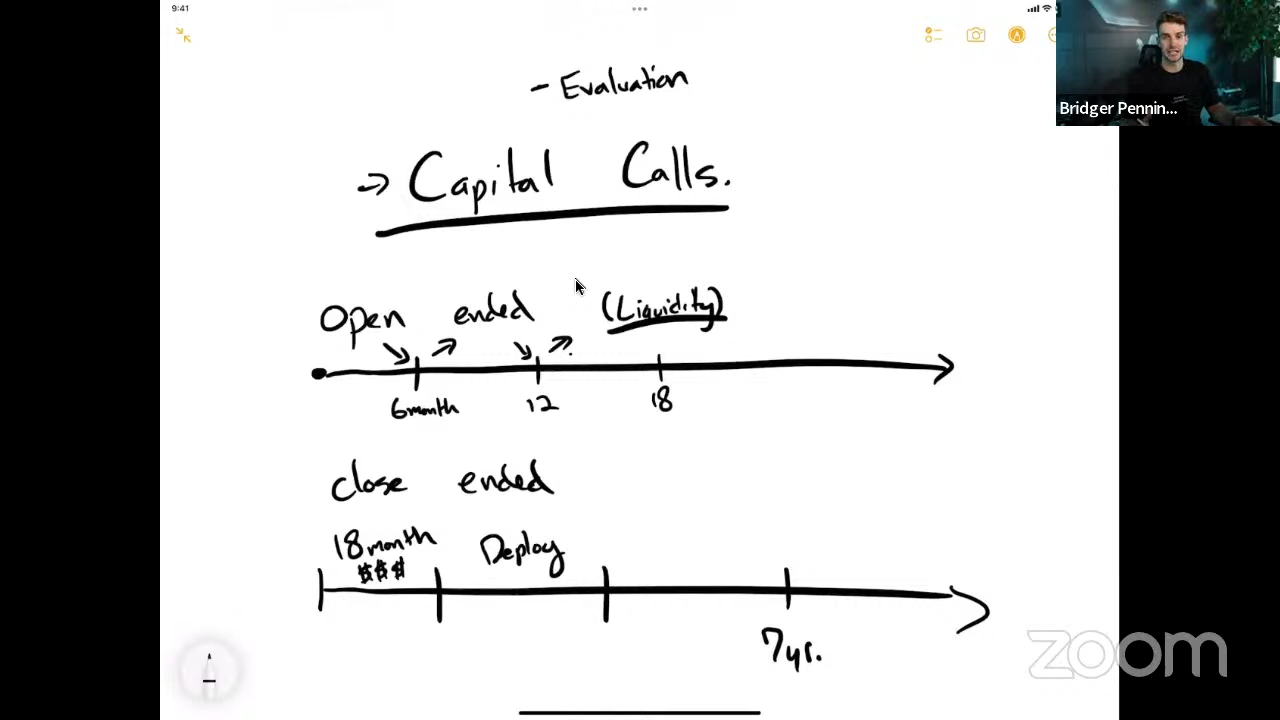 9:41
Bridger Pennin...
- Evaluation
→ Capital Calls.
Open ended (Liquidity)
6month 12 18
close ended
18month Deploy
$$$
7yr.
zoom